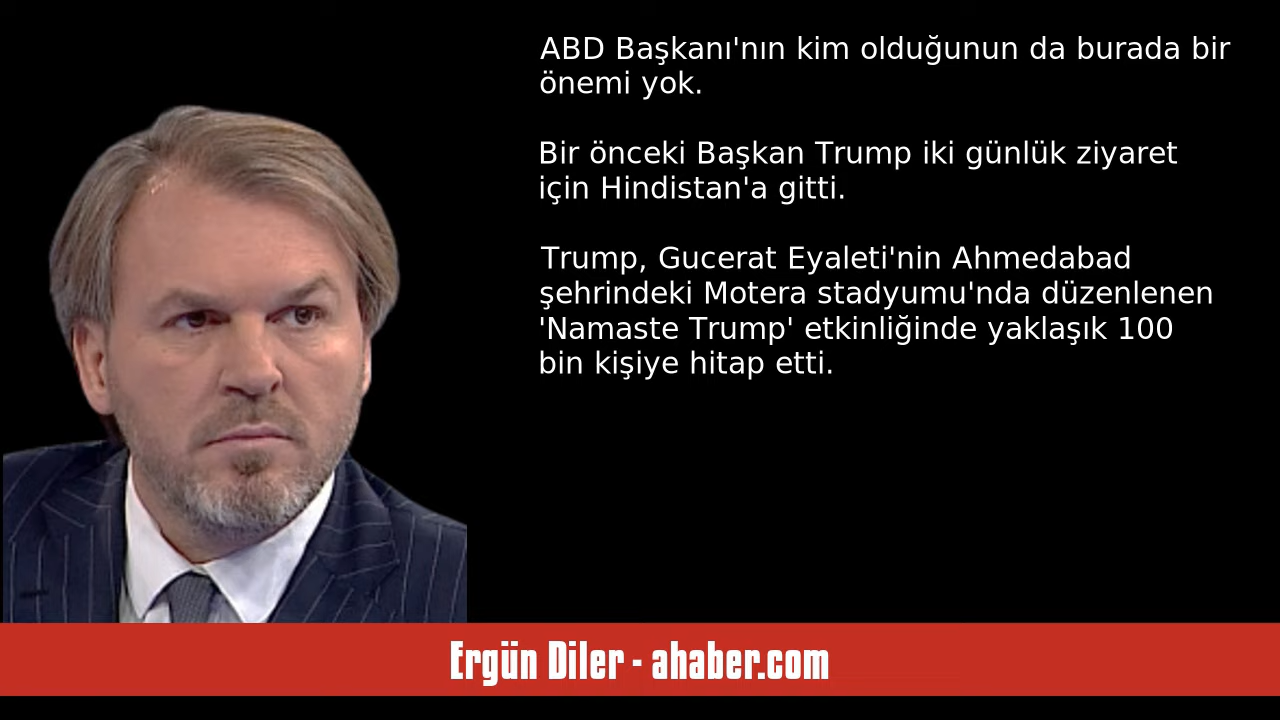 ABD Başkanı'nın kim olduğunun da burada bir
önemi yok.
Bir önceki Başkan Trump iki günlük ziyaret
için Hindistan'a gitti.
Trump, Gucerat Eyaleti'nin Ahmedabad
şehrindeki Motera stadyumu'nda düzenlenen
'Namaste Trump' etkinliğinde yaklaşık 100
bin kişiye hitap etti.
Ergün Diler - ahaber.com